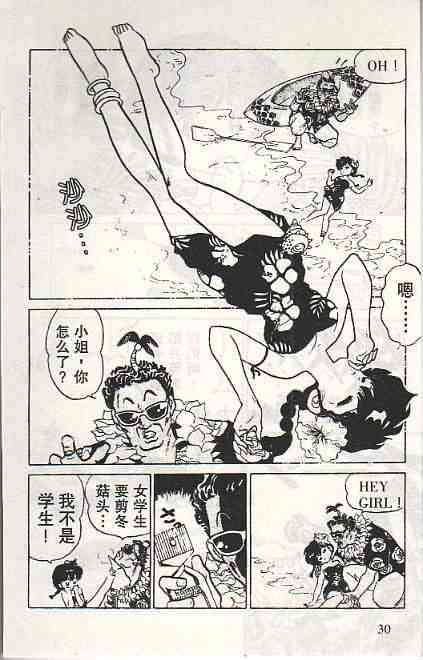 OH！
沙
沙
…
嗯……
小姐，你
怎么了？
HEY
GIRL！
女学生
要剪冬
菇头…
我不是
学生！
30